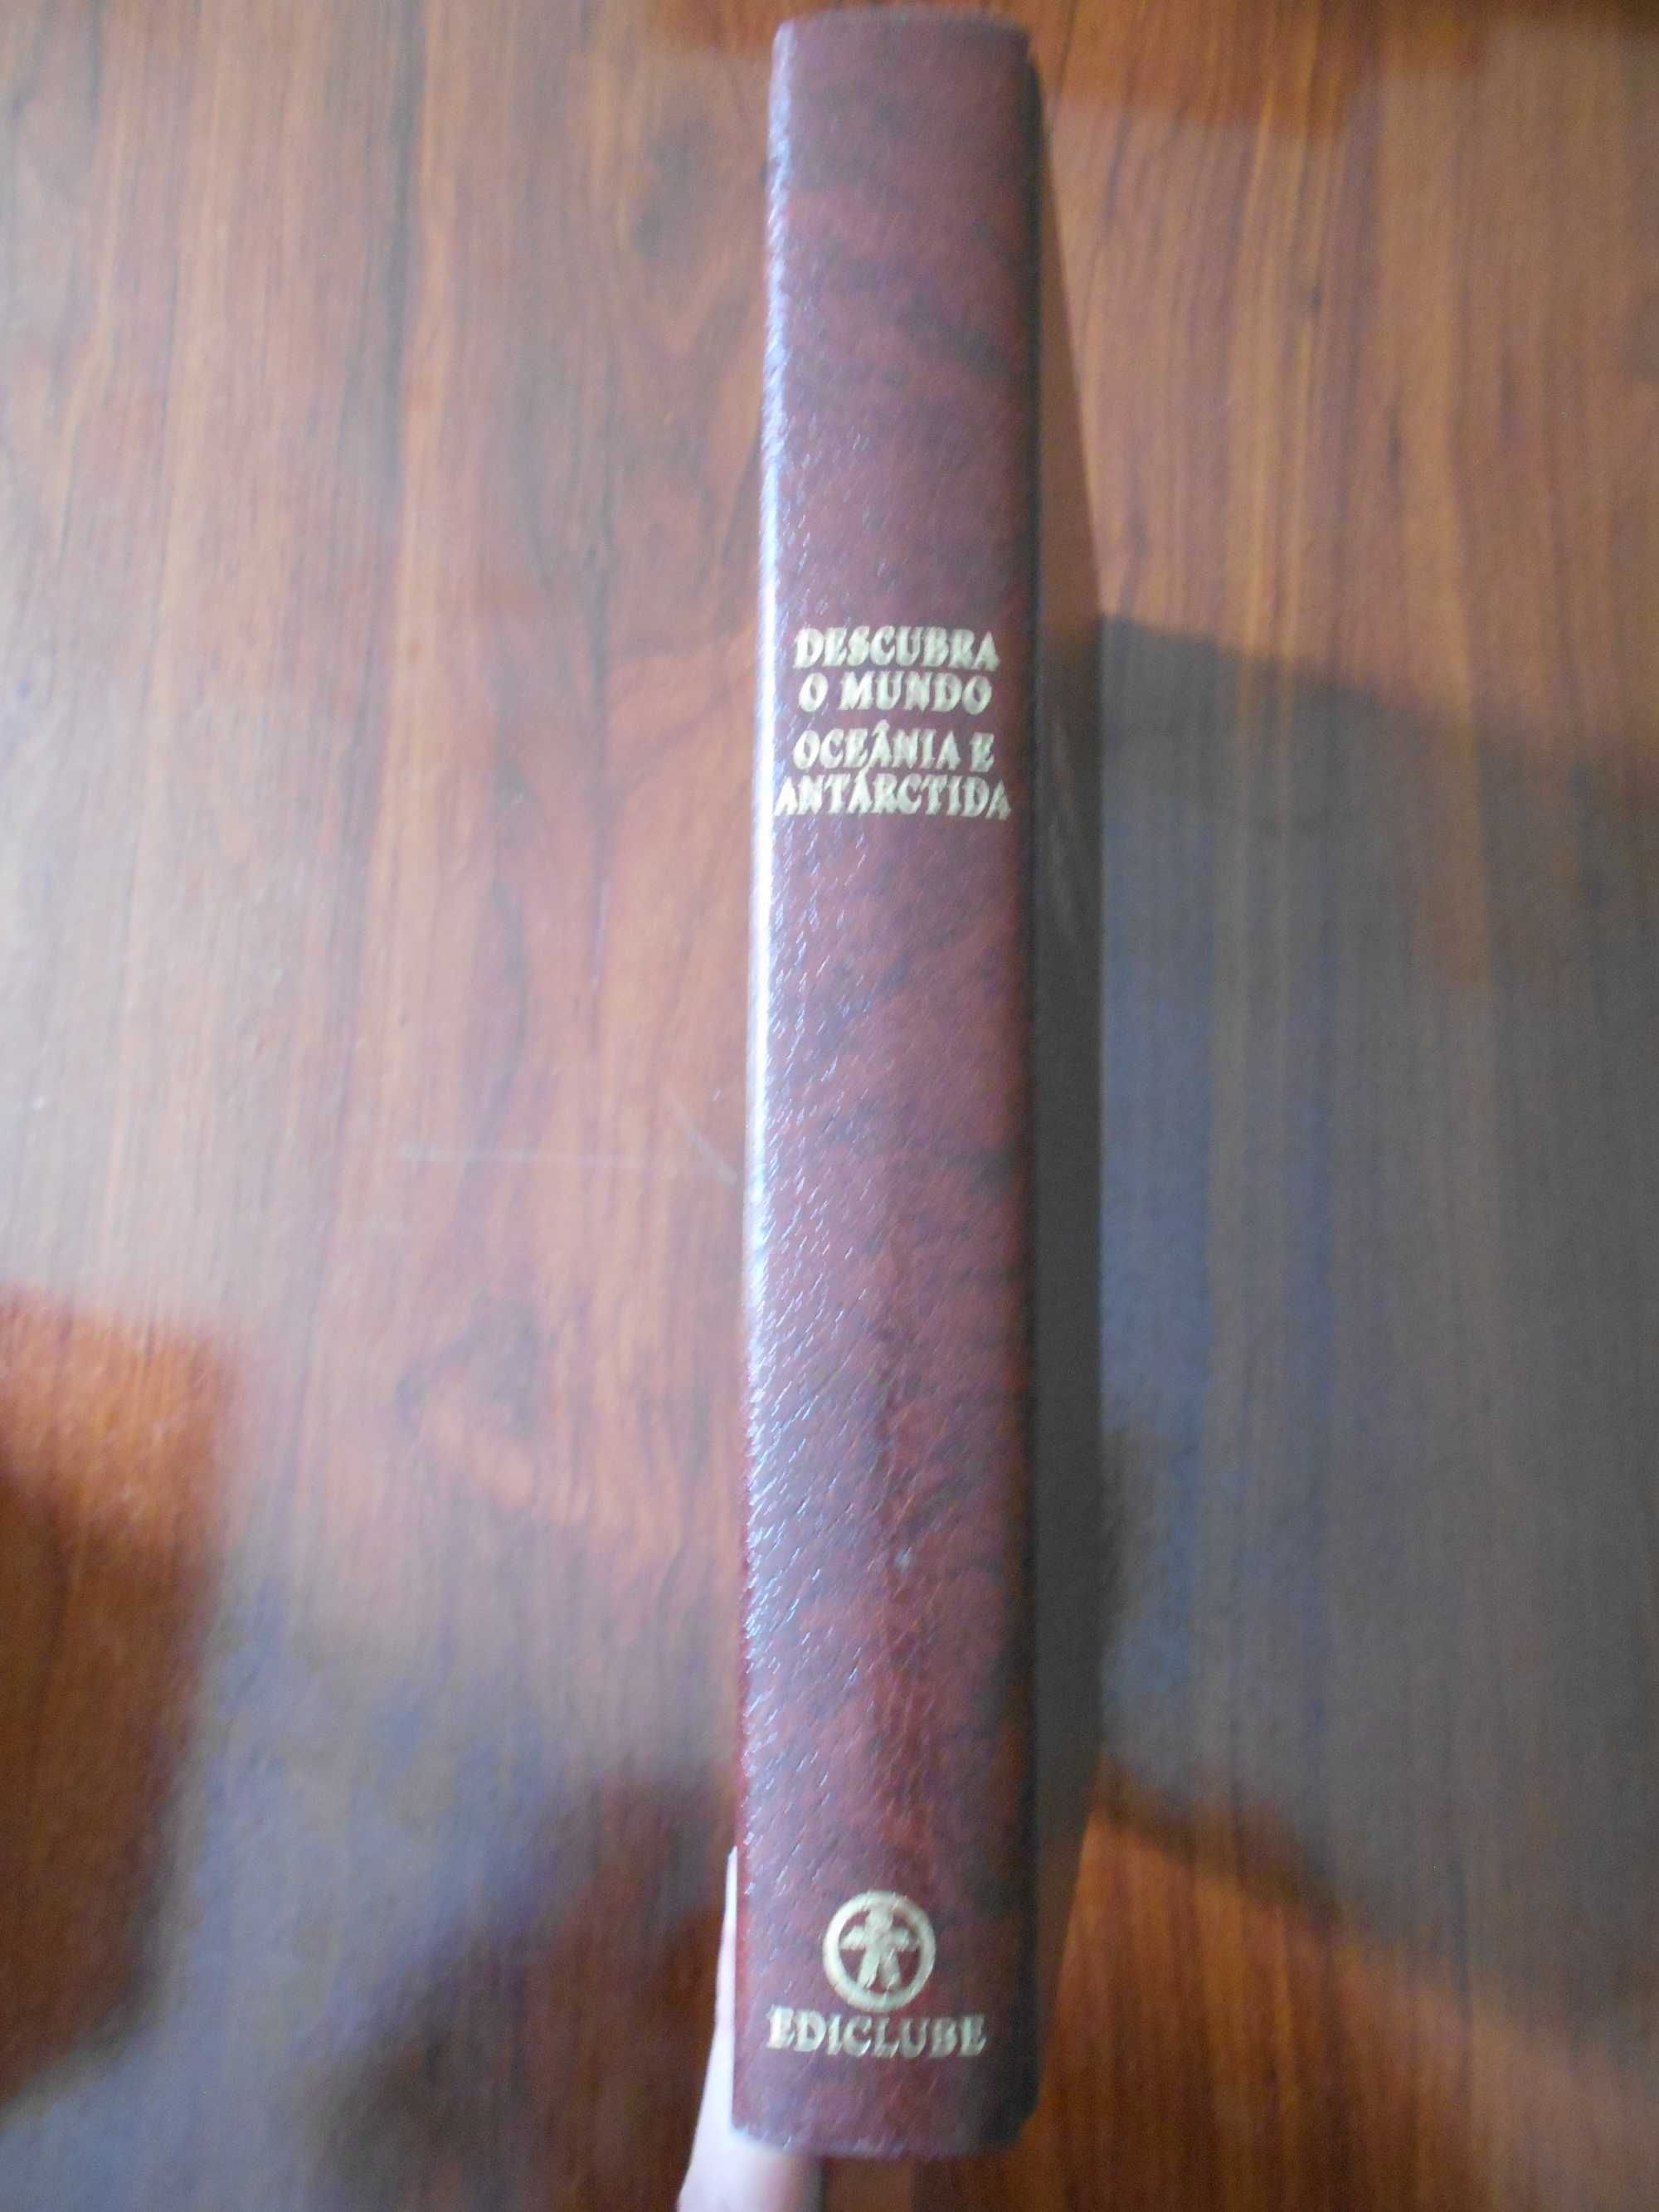 DESCUBRA
O MUNDO
OCEÂNIA E
ANTÁRCTIDA
EDICLUBE